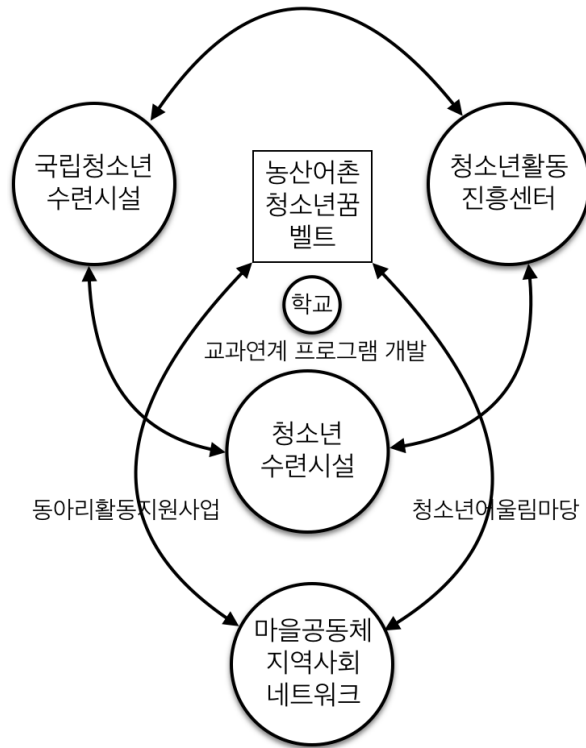 국립청소년
수련시설
농산어촌
청소년꿈
벨트
청소년활동
진흥센터
학교
교과연계 프로그램 개발
청소년
수련시설
동아리활동지원사업
청소년어울림마당
마을공동체
지역사회
네트워크